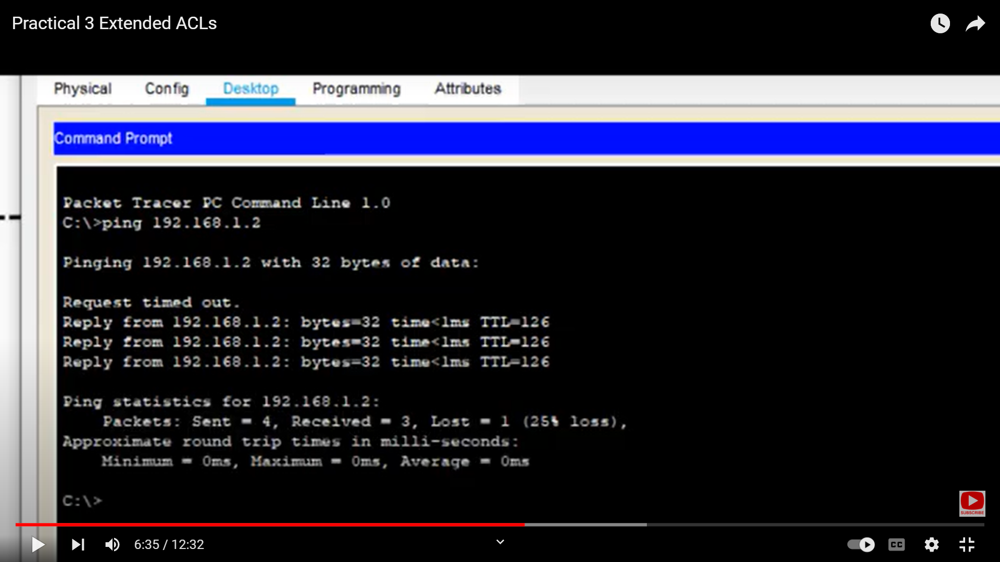 Practical 3 Extended ACLs
Physical Config Desktop Programming Attributes
Command Prompt
Packet Tracer PC Command Line 1.0
C:\>ping 192.168.1.2
Pinging 192.168.1.2 with 32 bytes of data:
Request timed out.
Reply from 192.168.1.2: bytes=32 time<1ms TTL=126
Reply from 192.168.1.2: bytes=32 time<1ms TTL=126
Reply from 192.168.1.2: bytes=32 time<1ms TTL=126
Ping statistics for 192.168.1.2:
Packets: Sent = 4, Received = 3, Lost = 1 (25% loss),
Approximate round trip times in milli-seconds:
Minimum = 0ms, Maximum = 0ms, Average = 0ms
C:\>
SUBSCRIBE
6:35 / 12:32
CC